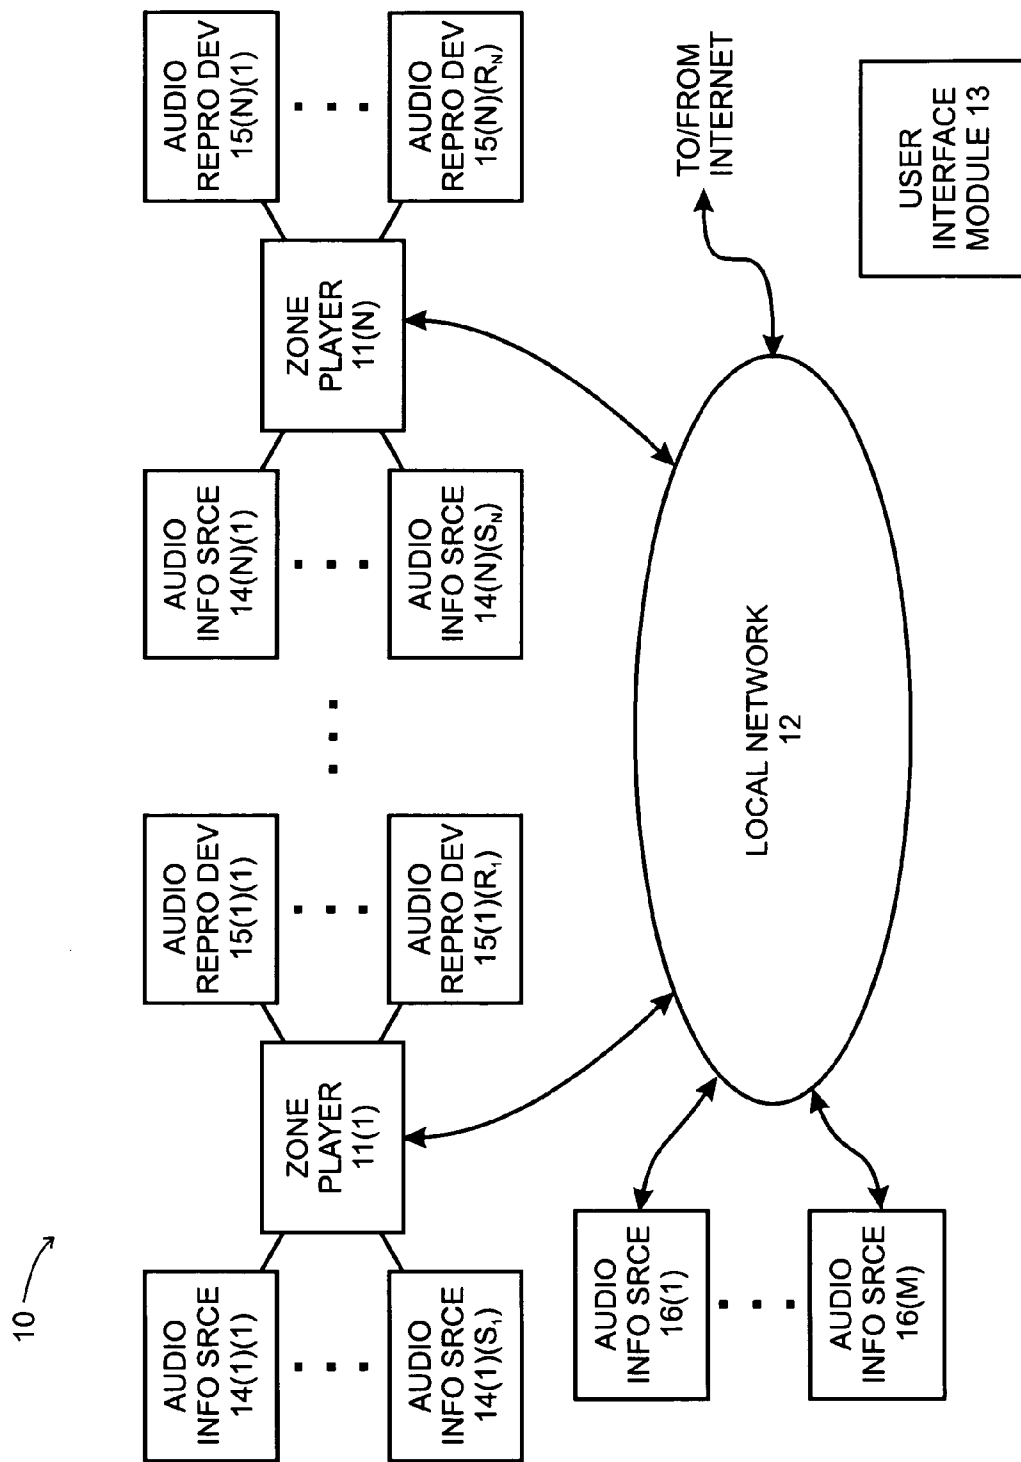 10
AUDIO
INFO SRCE
14(1)(1)
AUDIO
INFO SRCE
14(1)(S₁)
ZONE
PLAYER
11(1)
AUDIO
REPRO DEV
15(1)(1)
AUDIO
REPRO DEV
15(1)(R₁)
AUDIO
INFO SRCE
14(N)(1)
AUDIO
INFO SRCE
14(N)(S_N)
ZONE
PLAYER
11(N)
AUDIO
REPRO DEV
15(N)(1)
AUDIO
REPRO DEV
15(N)(R_N)
AUDIO
INFO SRCE
16(1)
AUDIO
INFO SRCE
16(M)
LOCAL NETWORK
12
TO/FROM
INTERNET
USER
INTERFACE
MODULE 13